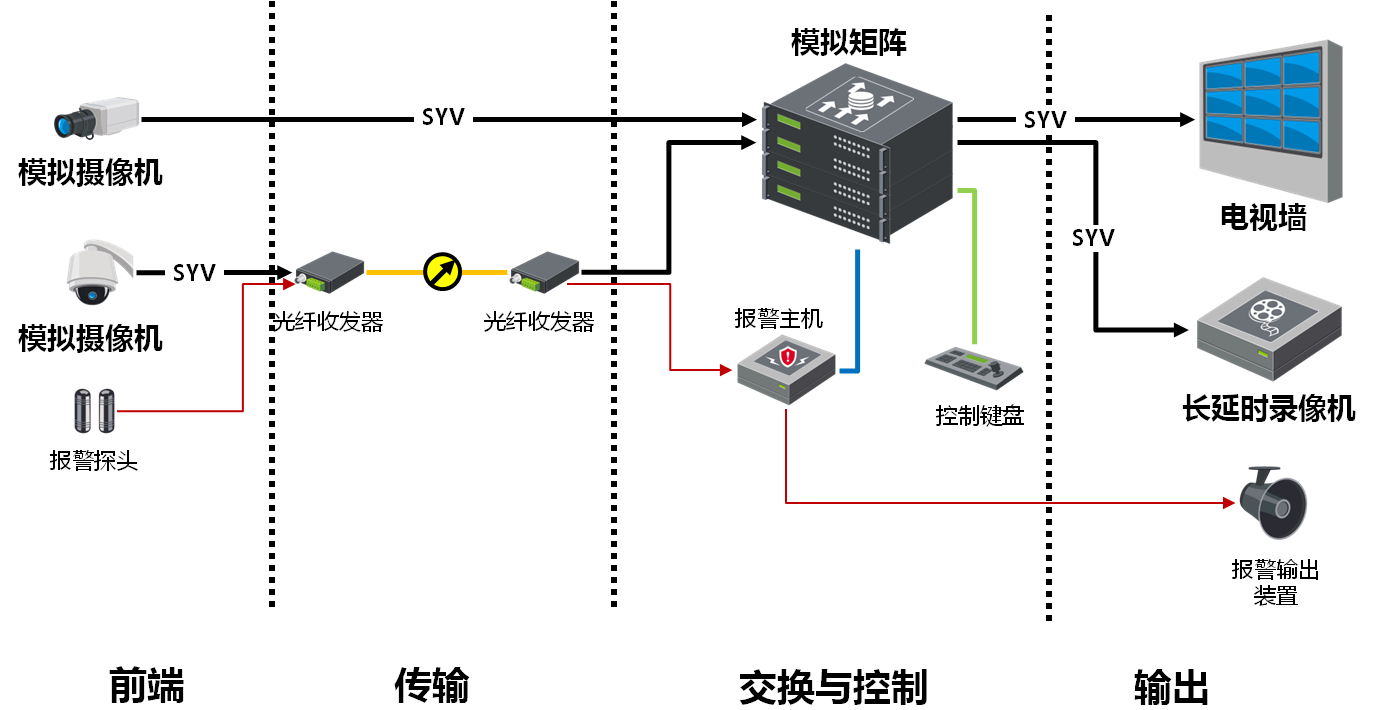 模拟矩阵
SYV
SYV
模拟摄像机
电视墙
SYV
SYV
光纤收发器
光纤收发器
报警主机
模拟摄像机
控制键盘
长延时录像机
报警探头
报警输出
装置
前端
传输
交换与控制
输出